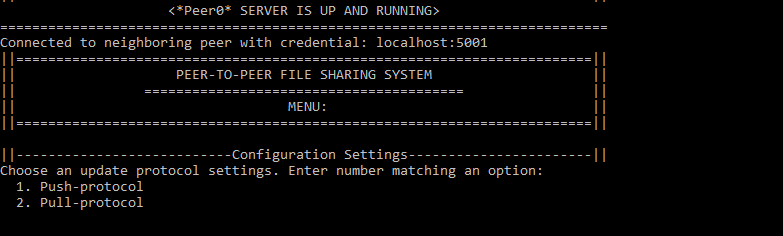 <*Peer0* SERVER IS UP AND RUNNING>
============================================================================
Connected to neighboring peer with credential: localhost:5001
||========================================================================||
|| PEER-TO-PEER FILE SHARING SYSTEM ||
|| ======================================== ||
|| MENU: ||
||========================================================================||
||---------------------------Configuration Settings-----------------------||
Choose an update protocol settings. Enter number matching an option:
1. Push-protocol
2. Pull-protocol